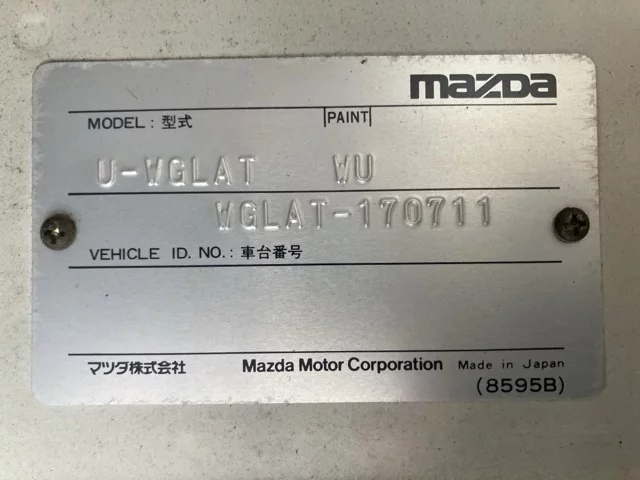 mazda
MODEL : 型式 PAINT
U-WGLAT WU
WGLAT-170711
VEHICLE ID. NO. : 車台番号
マツダ株式会社 Mazda Motor Corporation Made in Japan
(8595B)